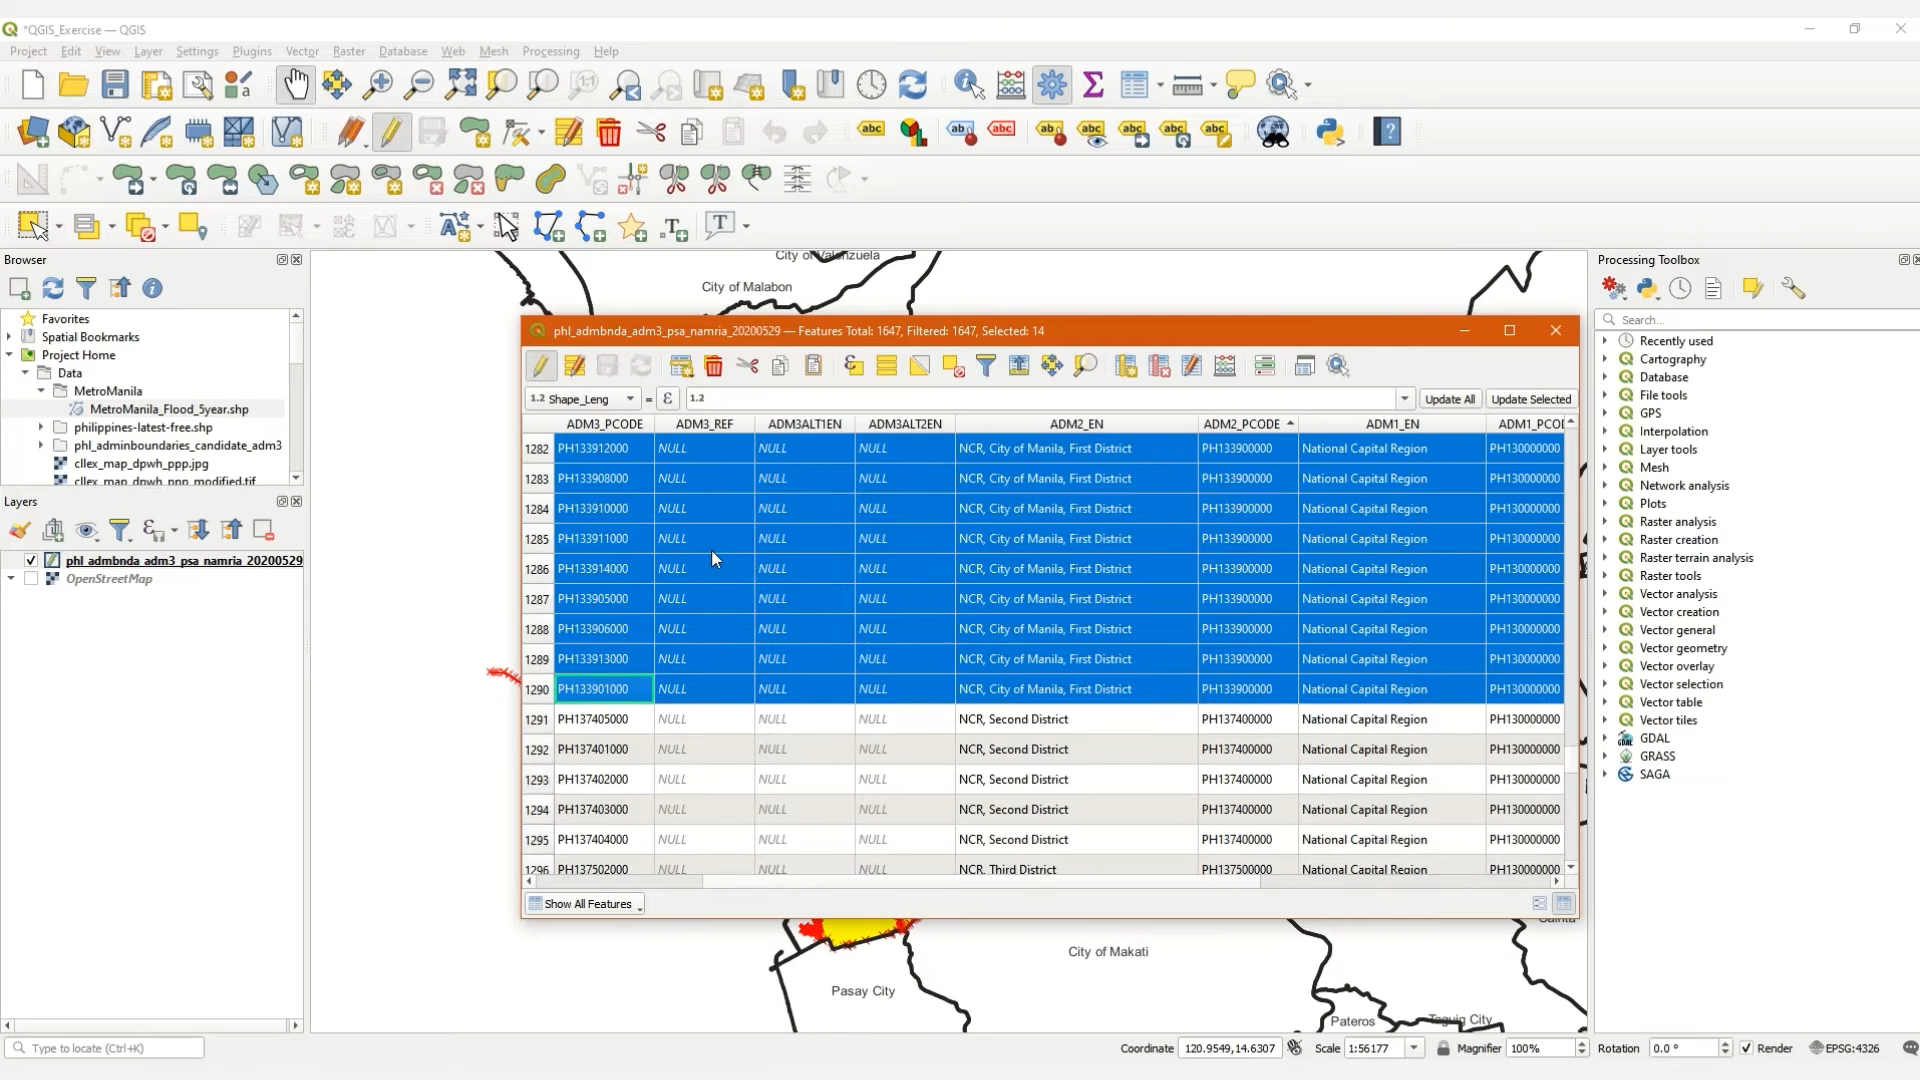 *QGIS_Exercise — QGIS
Project Edit View Layer Settings Plugins Vector Raster Database Web Mesh Processing Help
Browser
Favorites
Spatial Bookmarks
Project Home
Data
MetroManila
MetroManila_Flood_5year.shp
philippines-latest-free.shp
phl_adminboundaries_candidate_adm3
cllex_map_dpwh_ppp.jpg
cllex_map_dpwh_ppp_modified.tif
Layers
phl_admbnda_adm3_psa_namria_20200529
OpenStreetMap
Type to locate (Ctrl+K)
City of Valenzuela
City of Malabon
phl_admbnda_adm3_psa_namria_20200529 — Features Total: 1647, Filtered: 1647, Selected: 14
1.2 Shape_Leng = ε 1.2 Update All Update Selected
ADM3_PCODE ADM3_REF ADM3ALT1EN ADM3ALT2EN ADM2_EN ADM2_PCODE ADM1_EN ADM1_PCO
1282 PH133912000 NULL NULL NULL NCR, City of Manila, First District PH133900000 National Capital Region PH130000000
1283 PH133908000 NULL NULL NULL NCR, City of Manila, First District PH133900000 National Capital Region PH130000000
1284 PH133910000 NULL NULL NULL NCR, City of Manila, First District PH133900000 National Capital Region PH130000000
1285 PH133911000 NULL NULL NULL NCR, City of Manila, First District PH133900000 National Capital Region PH130000000
1286 PH133914000 NULL NULL NULL NCR, City of Manila, First District PH133900000 National Capital Region PH130000000
1287 PH133905000 NULL NULL NULL NCR, City of Manila, First District PH133900000 National Capital Region PH130000000
1288 PH133906000 NULL NULL NULL NCR, City of Manila, First District PH133900000 National Capital Region PH130000000
1289 PH133913000 NULL NULL NULL NCR, City of Manila, First District PH133900000 National Capital Region PH130000000
1290 PH133901000 NULL NULL NULL NCR, City of Manila, First District PH133900000 National Capital Region PH130000000
1291 PH137405000 NULL NULL NULL NCR, Second District PH137400000 National Capital Region PH130000000
1292 PH137401000 NULL NULL NULL NCR, Second District PH137400000 National Capital Region PH130000000
1293 PH137402000 NULL NULL NULL NCR, Second District PH137400000 National Capital Region PH130000000
1294 PH137403000 NULL NULL NULL NCR, Second District PH137400000 National Capital Region PH130000000
1295 PH137404000 NULL NULL NULL NCR, Second District PH137400000 National Capital Region PH130000000
1296 PH137502000 NULL NULL NULL NCR, Third District PH137500000 National Capital Region PH130000000
Show All Features
City of Makati
Pasay City
Pateros
Taguig City
Cainta
Processing Toolbox
Search...
Recently used
Cartography
Database
File tools
GPS
Interpolation
Layer tools
Mesh
Network analysis
Plots
Raster analysis
Raster creation
Raster terrain analysis
Raster tools
Vector analysis
Vector creation
Vector general
Vector geometry
Vector overlay
Vector selection
Vector table
Vector tiles
GDAL
GRASS
SAGA
Coordinate 120.9549,14.6307 Scale 1:56177 Magnifier 100% Rotation 0.0 ° Render EPSG:4326